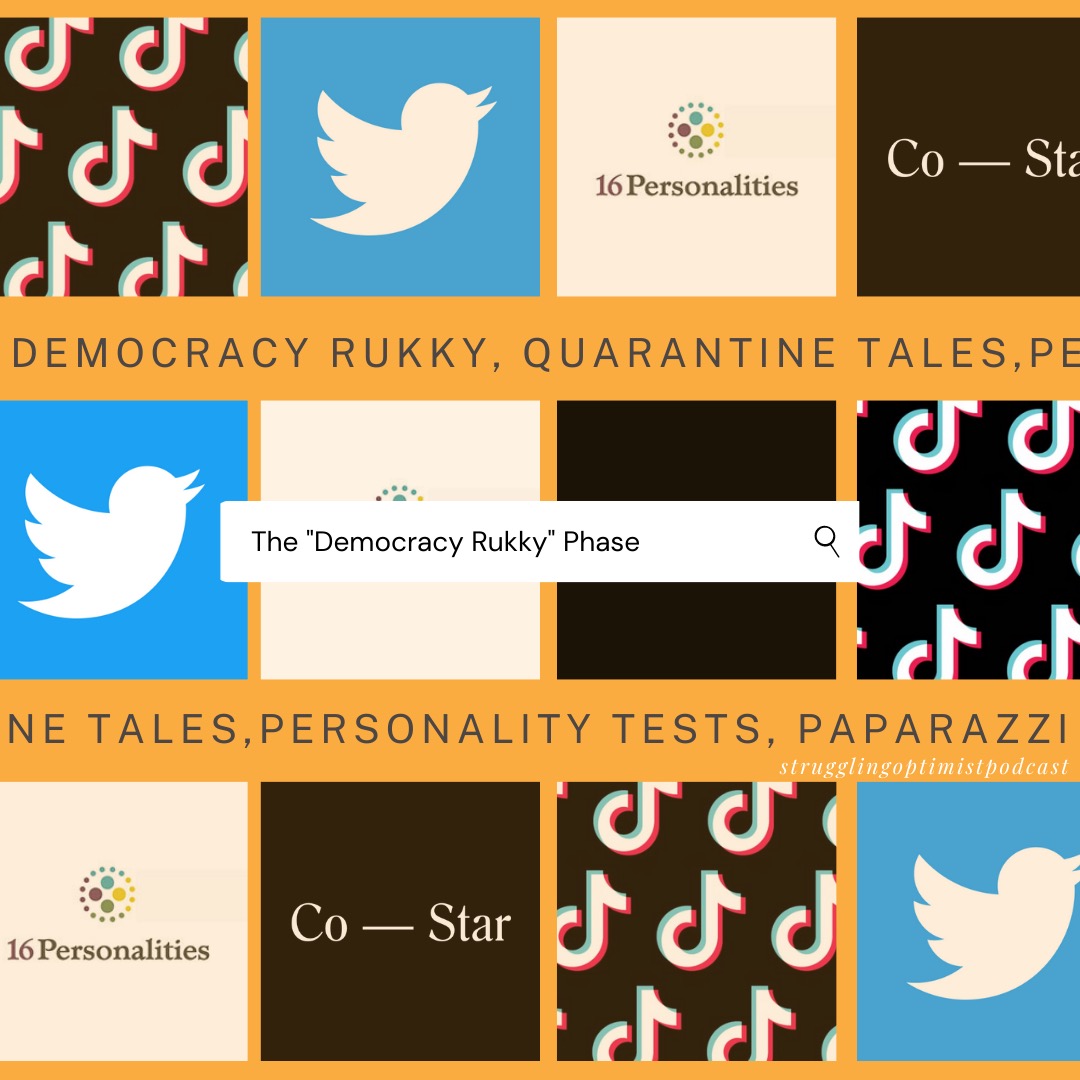 16Personalities
Co — Sta
DEMOCRACY RUKKY, QUARANTINE TALES,PE
The "Democracy Rukky" Phase
NE TALES,PERSONALITY TESTS, PAPARAZZI
strugglingoptimistpodcast
16Personalities
Co — Star